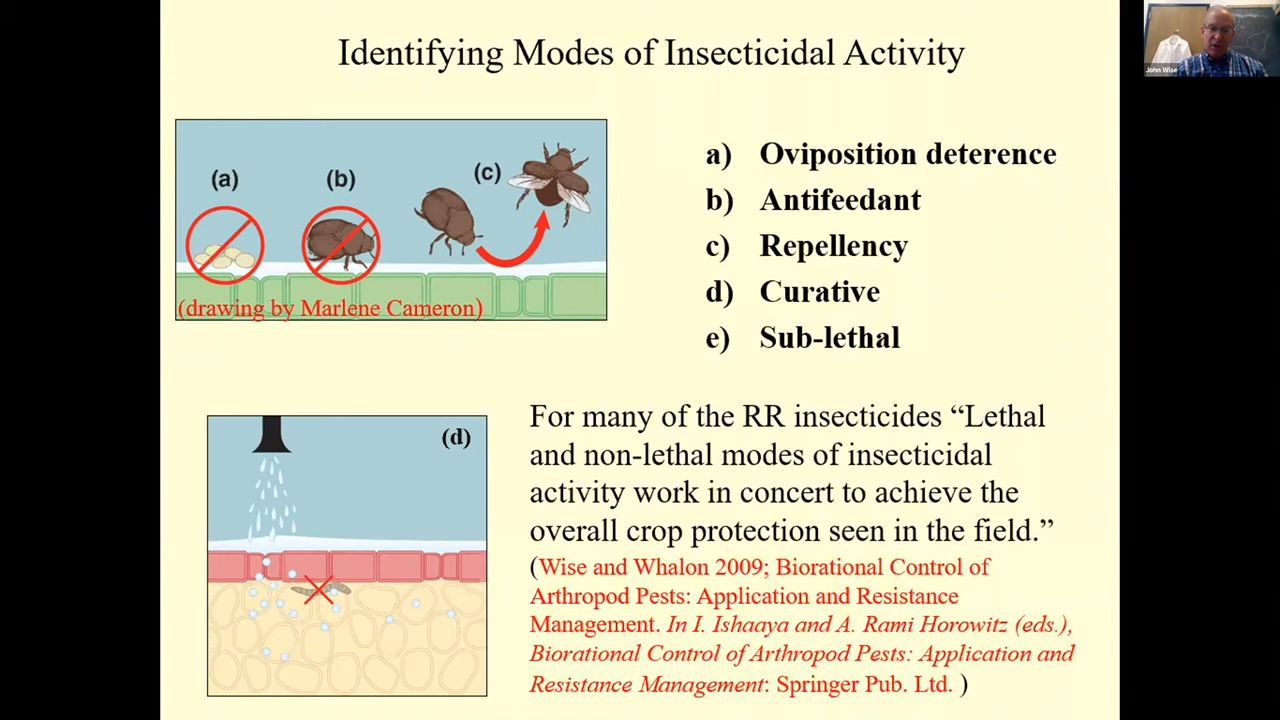 Identifying Modes of Insecticidal Activity
John Wise
(a)
(b)
(c)
(drawing by Marlene Cameron)
a) Oviposition deterence
b) Antifeedant
c) Repellency
d) Curative
e) Sub-lethal
(d)
For many of the RR insecticides “Lethal
and non-lethal modes of insecticidal
activity work in concert to achieve the
overall crop protection seen in the field.”
(Wise and Whalon 2009; Biorational Control of
Arthropod Pests: Application and Resistance
Management. In I. Ishaaya and A. Rami Horowitz (eds.),
Biorational Control of Arthropod Pests: Application and
Resistance Management: Springer Pub. Ltd. )